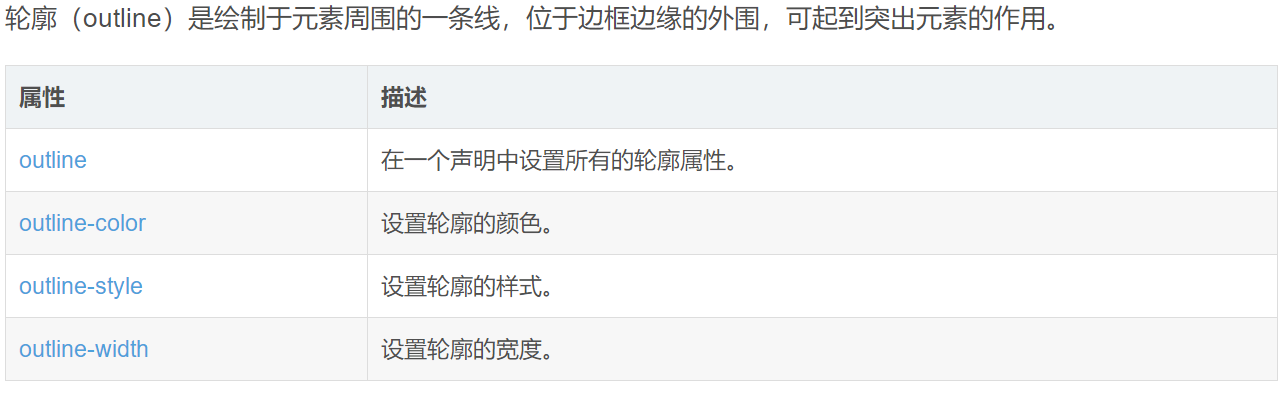 轮廓（outline）是绘制于元素周围的一条线，位于边框边缘的外围，可起到突出元素的作用。
属性 描述
outline 在一个声明中设置所有的轮廓属性。
outline-color 设置轮廓的颜色。
outline-style 设置轮廓的样式。
outline-width 设置轮廓的宽度。